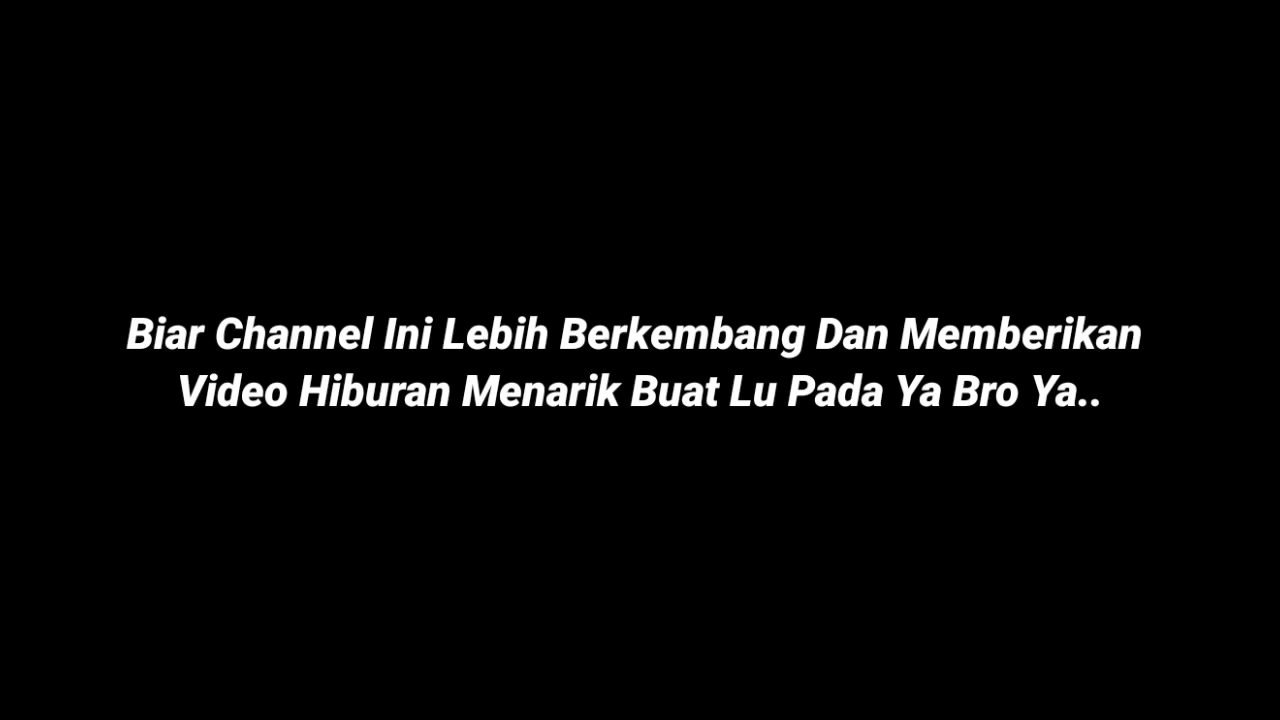 Biar Channel Ini Lebih Berkembang Dan Memberikan
Video Hiburan Menarik Buat Lu Pada Ya Bro Ya..